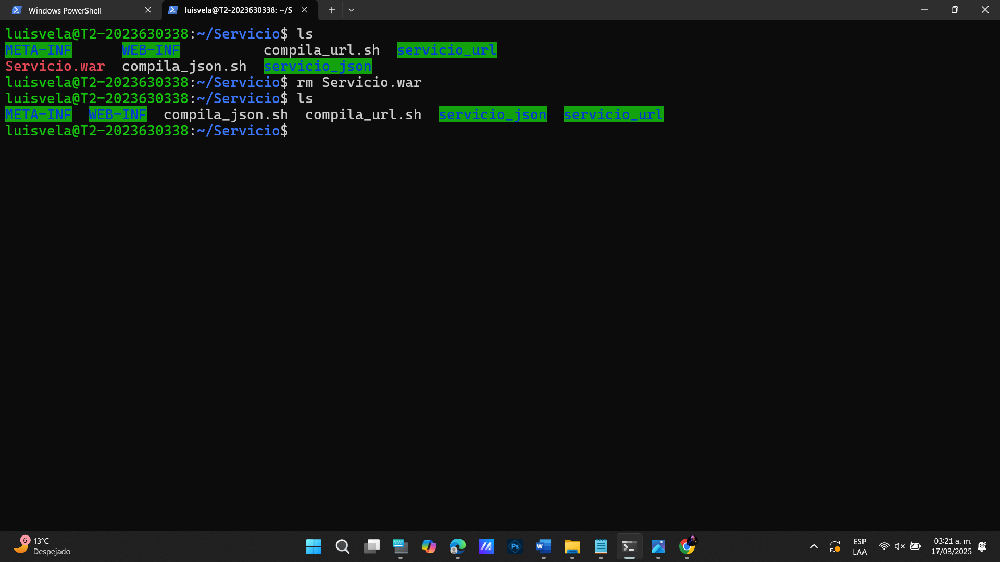 Windows PowerShell
luisvela@T2-2023630338: ~/S
luisvela@T2-2023630338:~/Servicio$ ls
META-INF WEB-INF compila_url.sh servicio_url
Servicio.war compila_json.sh servicio_json
luisvela@T2-2023630338:~/Servicio$ rm Servicio.war
luisvela@T2-2023630338:~/Servicio$ ls
META-INF WEB-INF compila_json.sh compila_url.sh servicio_json servicio_url
luisvela@T2-2023630338:~/Servicio$
6 13°C
Despejado
Ps
W
ESP
LAA
03:21 a. m.
17/03/2025